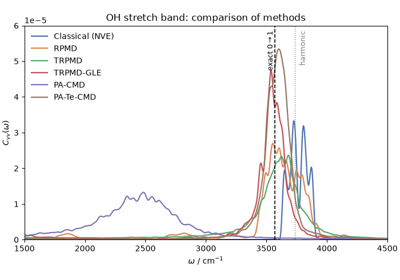 OH stretch band: comparison of methods
1e−5
6
5
4
3
2
1
0
C_vv(ω)
Classical (NVE)
RPMD
TRPMD
TRPMD-GLE
PA-CMD
PA-Te-CMD
exact 0→1
harmonic
1500 2000 2500 3000 3500 4000 4500
ω / cm⁻¹